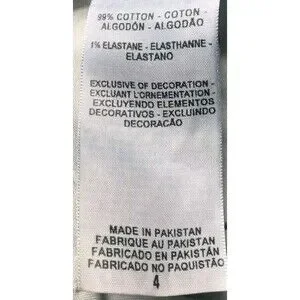 99% COTTON - COTON -
ALGODÓN - ALGODÃO
1% ELASTANE - ELASTHANNE -
ELASTANO
EXCLUSIVE OF DECORATION -
EXCLUANT L'ORNEMENTATION -
EXCLUYENDO ELEMENTOS
DECORATIVOS - EXCLUINDO
DECORAÇÃO
MADE IN PAKISTAN
FABRIQUE AU PAKISTAN
FABRICADO EN PAKISTÁN
FABRICADO NO PAQUISTÃO
4